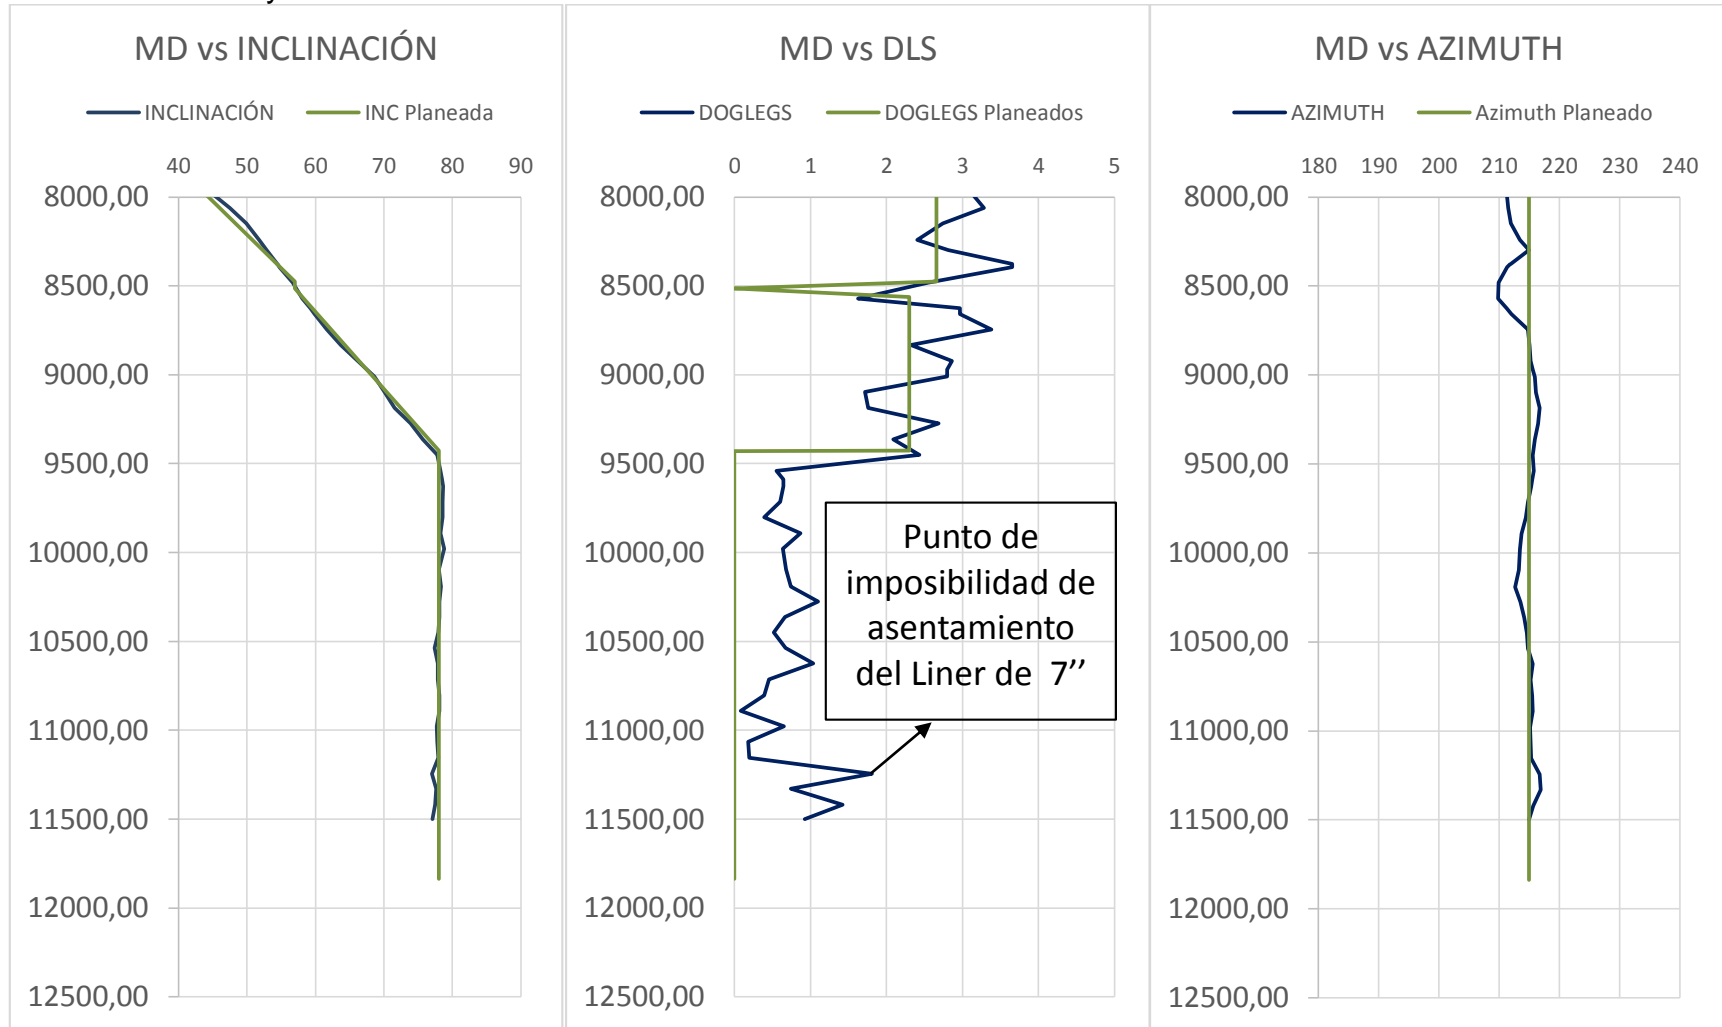 MD vs INCLINACIÓN
INCLINACIÓN INC Planeada
40 50 60 70 80 90
8000,00
8500,00
9000,00
9500,00
10000,00
10500,00
11000,00
11500,00
12000,00
12500,00
MD vs DLS
DOGLEGS DOGLEGS Planeados
0 1 2 3 4 5
8000,00
8500,00
9000,00
9500,00
10000,00
10500,00
11000,00
11500,00
12000,00
12500,00
Punto de
imposibilidad de
asentamiento
del Liner de 7’’
MD vs AZIMUTH
AZIMUTH Azimuth Planeado
180 190 200 210 220 230 240
8000,00
8500,00
9000,00
9500,00
10000,00
10500,00
11000,00
11500,00
12000,00
12500,00